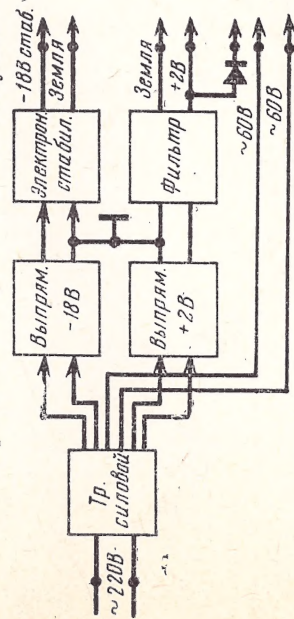 ~220В
Тр.
силовой
Выпрям.
-18В
Электрон.
стабил.
-18В стаб.
Земля
Выпрям.
+2В
Фильтр
Земля
+2В
~60В
~60В